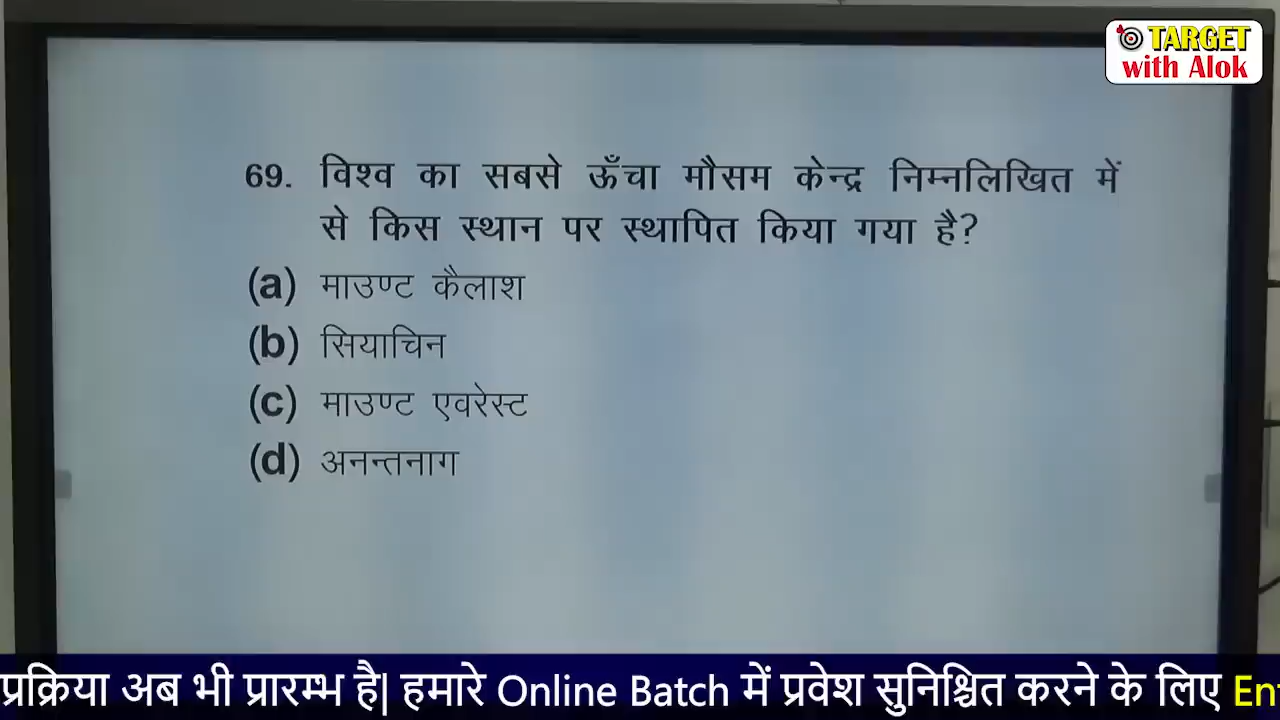 TARGET
with Alok
69. विश्व का सबसे ऊँचा मौसम केन्द्र निम्नलिखित में
से किस स्थान पर स्थापित किया गया है?
(a) माउण्ट कैलाश
(b) सियाचिन
(c) माउण्ट एवरेस्ट
(d) अनन्तनाग
प्रक्रिया अब भी प्रारम्भ है| हमारे Online Batch में प्रवेश सुनिश्चित करने के लिए